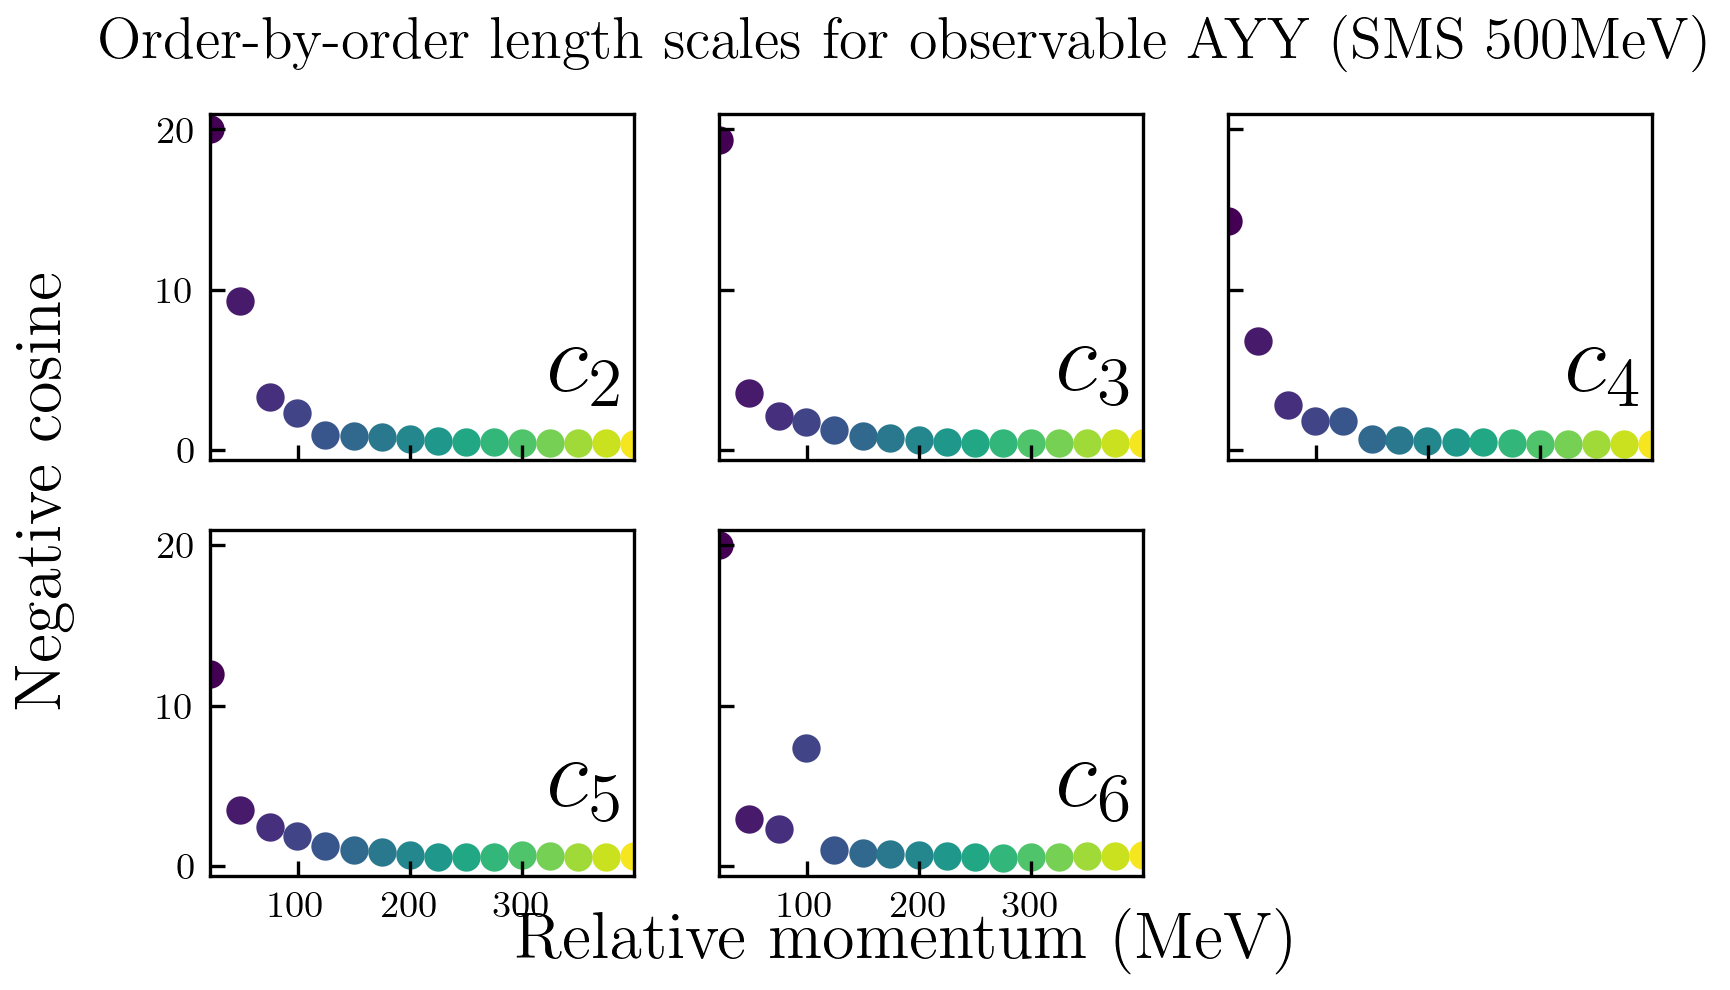 Order-by-order length scales for observable AYY (SMS 500MeV)
Negative cosine
20
10
0
c2
c3
c4
20
10
0
c5
c6
100 200 300
100 200 300
Relative momentum (MeV)